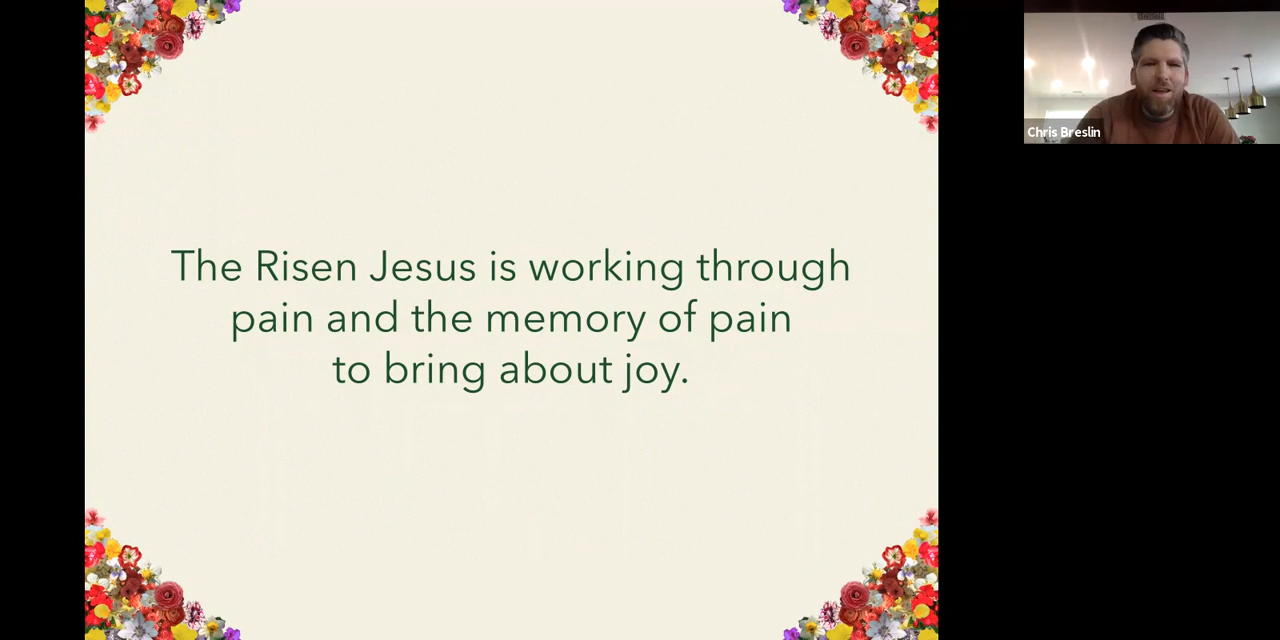 The Risen Jesus is working through
pain and the memory of pain
to bring about joy.
Chris Breslin